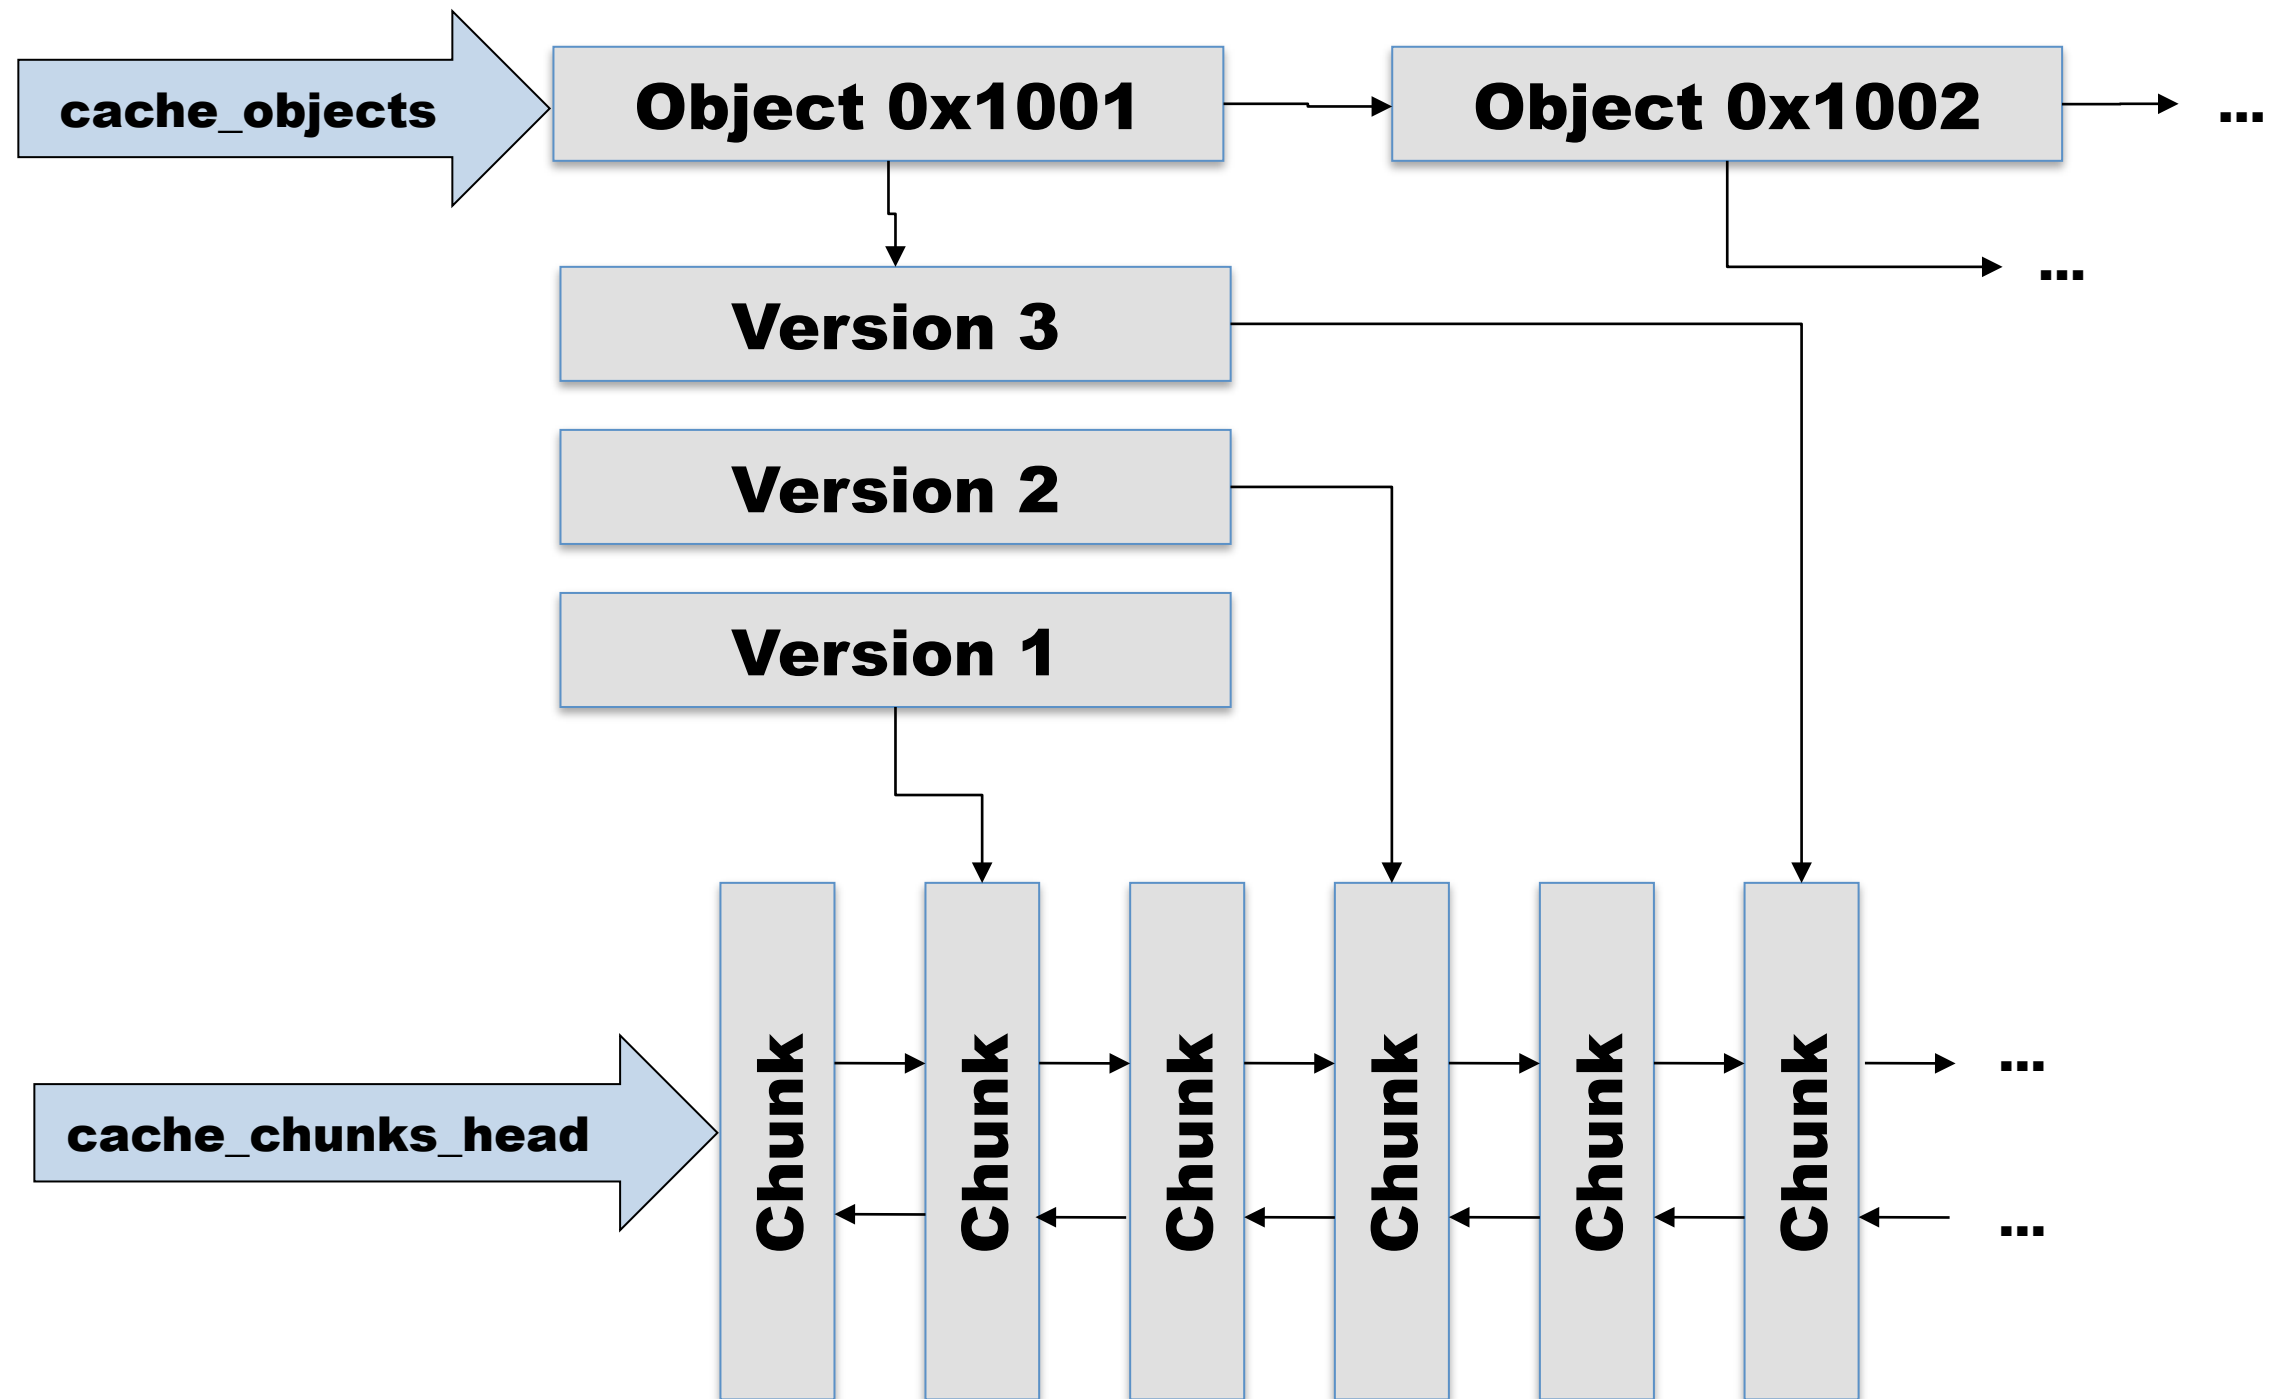 cache_objects
Object 0x1001
Object 0x1002
...
...
Version 3
Version 2
Version 1
Chunk
Chunk
Chunk
Chunk
Chunk
Chunk
...
cache_chunks_head
...